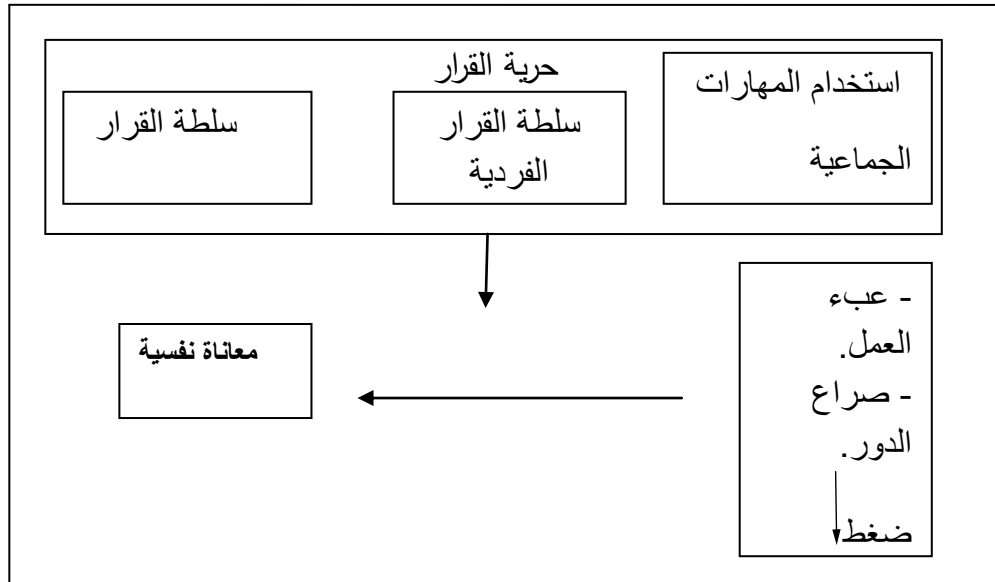 حرية القرار
استخدام المهارات
الجماعية
سلطة القرار
الفردية
سلطة القرار
- عبء
العمل.
- صراع
الدور.
ضغط
معاناة نفسية